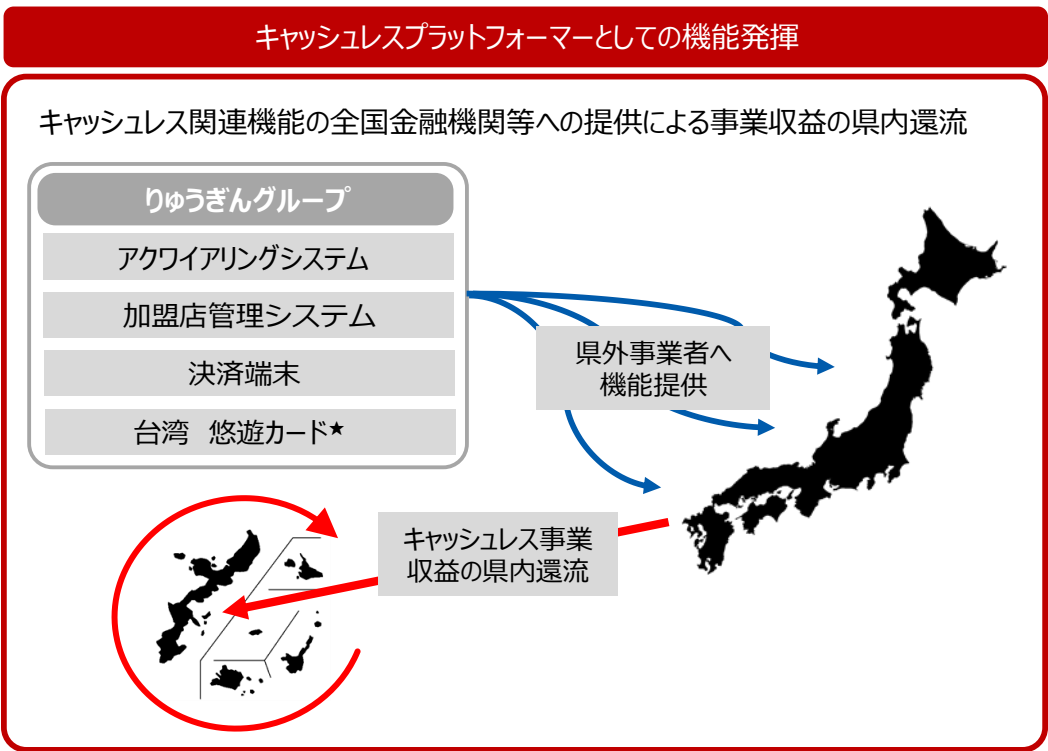 キャッシュレスプラットフォーマーとしての機能発揮
キャッシュレス関連機能の全国金融機関等への提供による事業収益の県内還流
りゅうぎんグループ
アクワイアリングシステム
加盟店管理システム
決済端末
台湾　悠遊カード★
県外事業者へ
機能提供
キャッシュレス事業
収益の県内還流